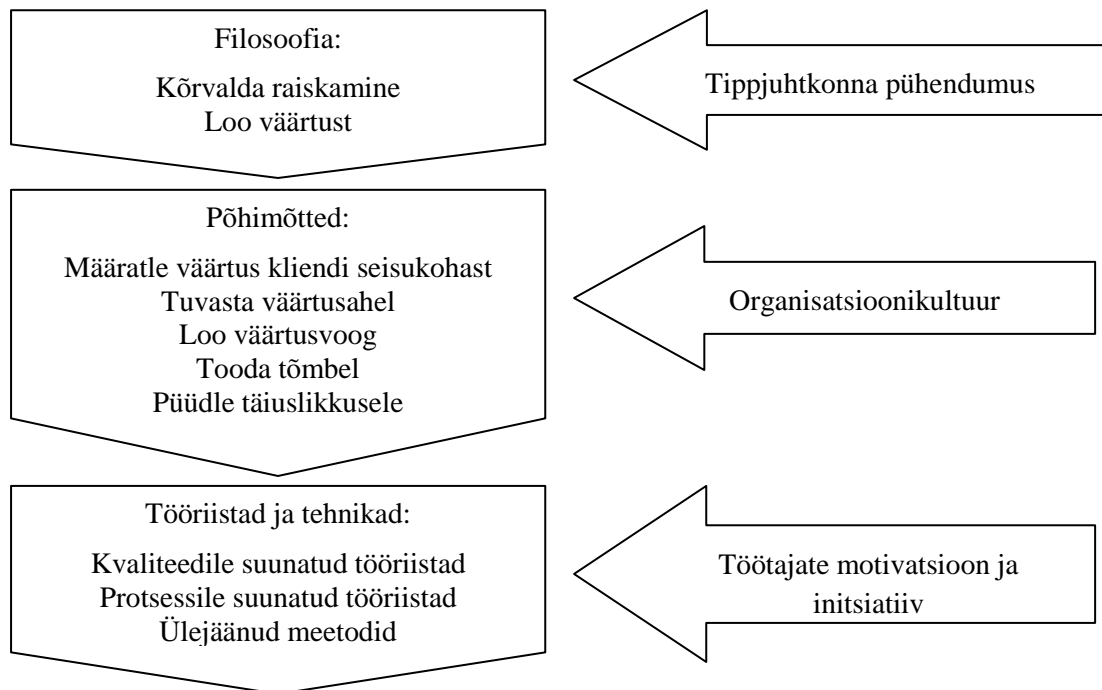 Filosoofia:
Kõrvalda raiskamine
Loo väärtust
Tippjuhtkonna pühendumus
Põhimõtted:
Määratle väärtus kliendi seisukohast
Tuvasta väärtusahel
Loo väärtusvoog
Tooda tõmbel
Püüdle täiuslikkusele
Organisatsioonikultuur
Tööriistad ja tehnikad:
Kvaliteedile suunatud tööriistad
Protsessile suunatud tööriistad
Ülejäänud meetodid
Töötajate motivatsioon ja
initsiatiiv